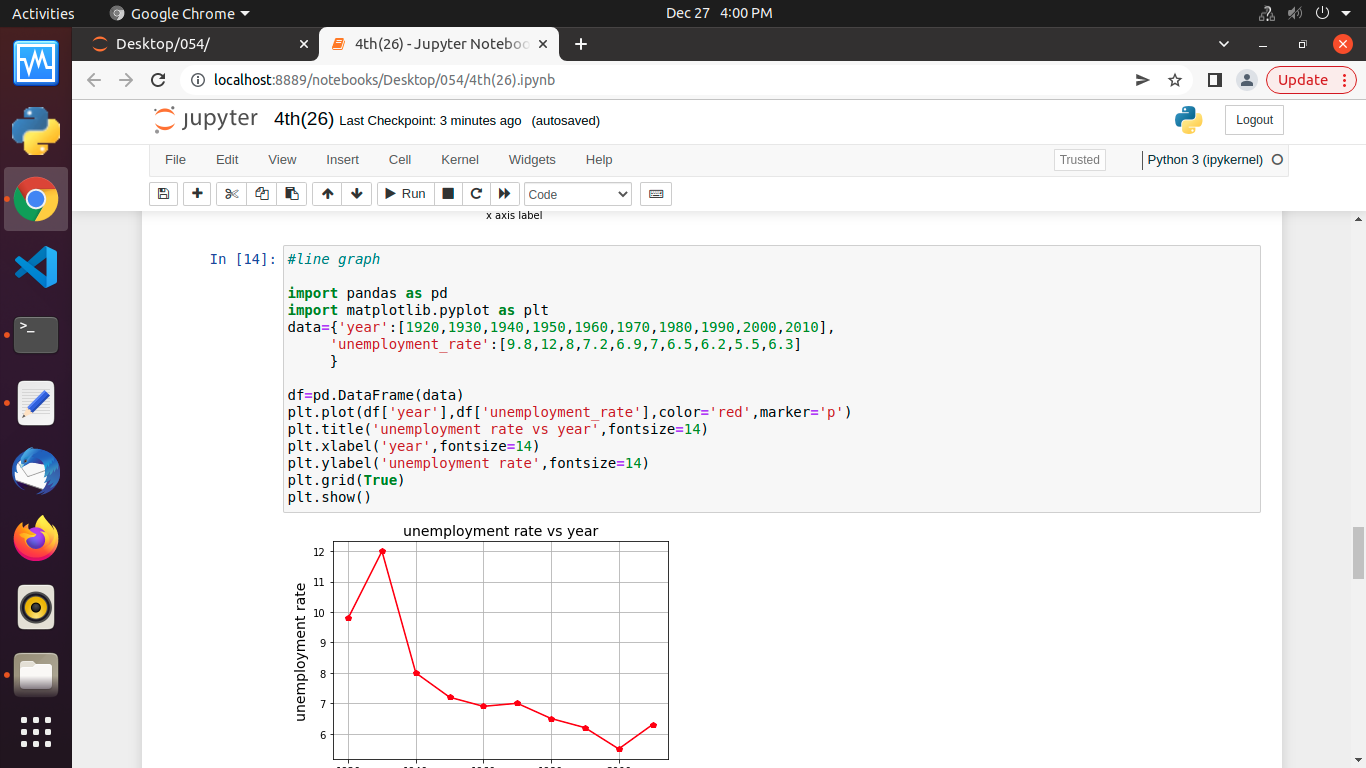 Activities
Google Chrome
Dec 27 4:00 PM
Desktop/054/
4th(26) - Jupyter Noteboo
localhost:8889/notebooks/Desktop/054/4th(26).ipynb
Update
jupyter
4th(26) Last Checkpoint: 3 minutes ago (autosaved)
Logout
File Edit View Insert Cell Kernel Widgets Help
Trusted
Python 3 (ipykernel)
Run
Code
x axis label
In [14]:
#line graph
import pandas as pd
import matplotlib.pyplot as plt
data={'year':[1920,1930,1940,1950,1960,1970,1980,1990,2000,2010],
'unemployment_rate':[9.8,12,8,7.2,6.9,7,6.5,6.2,5.5,6.3]
}
df=pd.DataFrame(data)
plt.plot(df['year'],df['unemployment_rate'],color='red',marker='p')
plt.title('unemployment rate vs year',fontsize=14)
plt.xlabel('year',fontsize=14)
plt.ylabel('unemployment rate',fontsize=14)
plt.grid(True)
plt.show()
unemployment rate vs year
unemployment rate
12
11
10
9
8
7
6